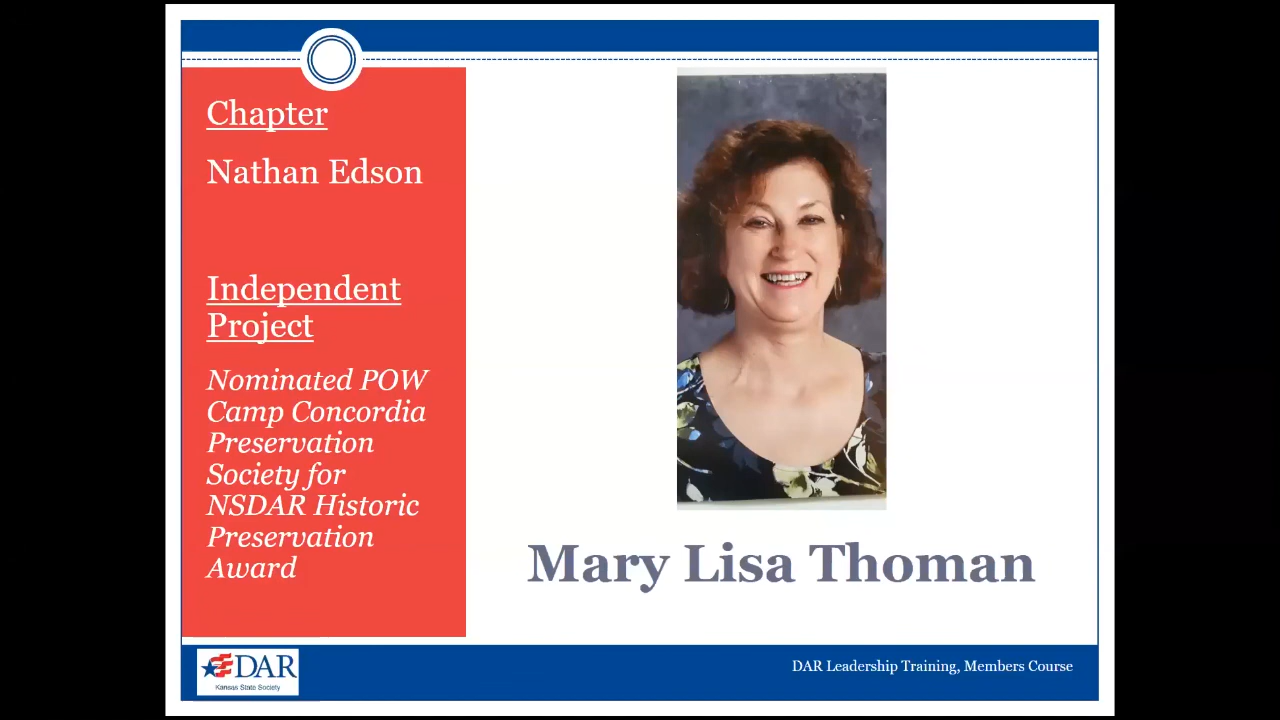 Chapter
Nathan Edson
Independent
Project
Nominated POW
Camp Concordia
Preservation
Society for
NSDAR Historic
Preservation
Award
Mary Lisa Thoman
DAR
Kansas State Society
DAR Leadership Training, Members Course